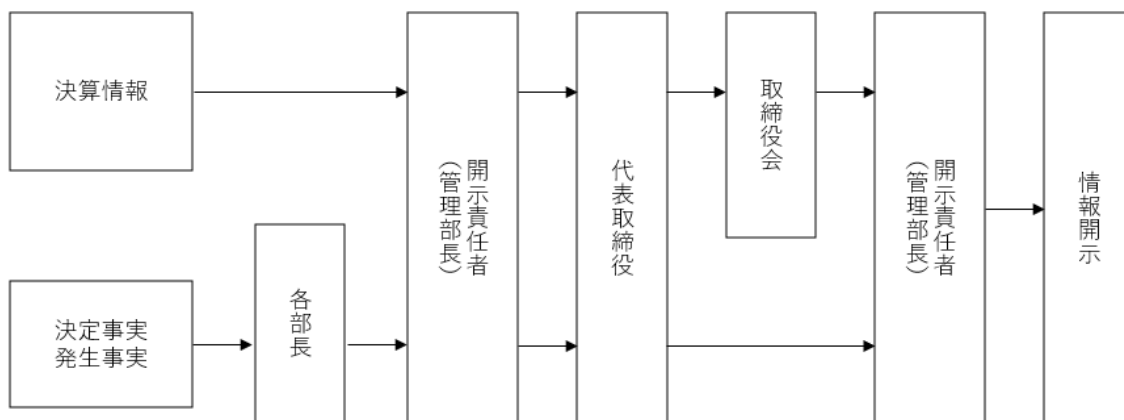 決算情報
決定事実
発生事実
各部長
開示責任者
(管理部長)
代表取締役
取締役会
開示責任者
(管理部長)
情報開示